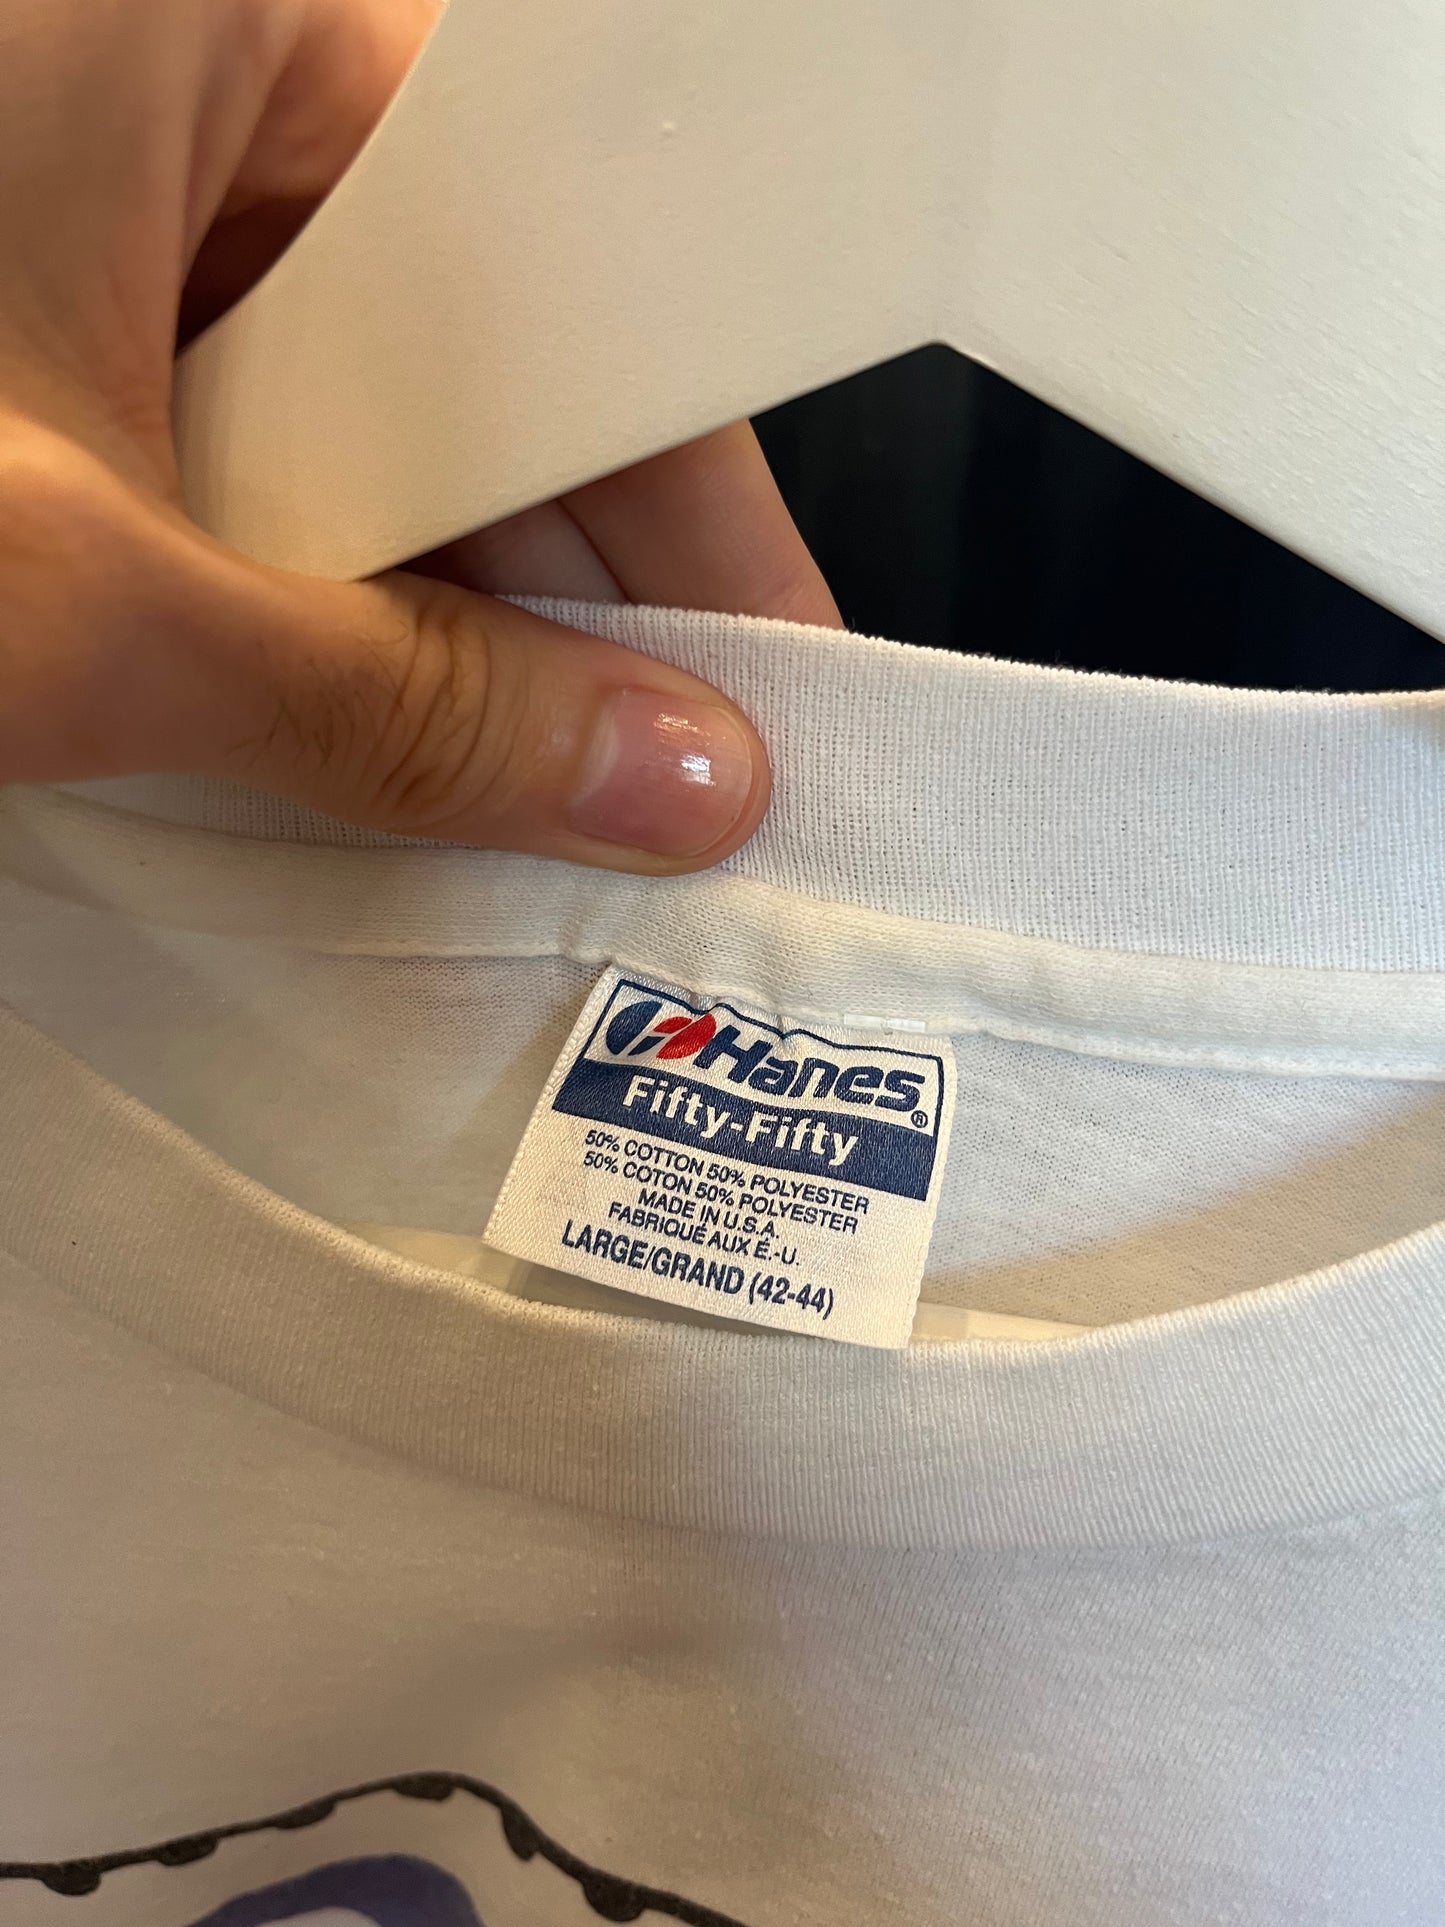 Hanes®
Fifty-Fifty
50% COTTON 50% POLYESTER
50% COTON 50% POLYESTER
MADE IN U.S.A.
FABRIQUÉ AUX É.-U.
LARGE/GRAND (42-44)